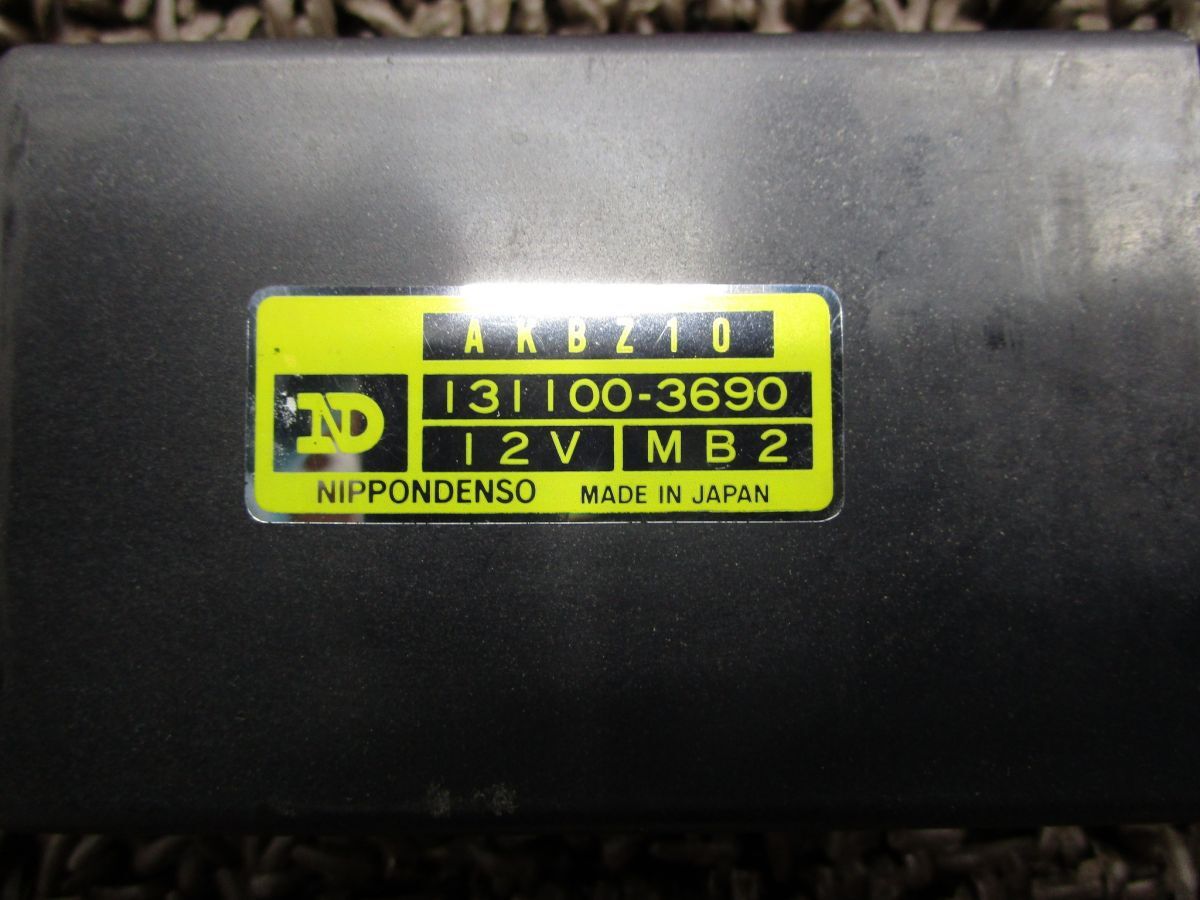 AKBZ10
ND
131100-3690
12V MB2
NIPPONDENSO MADE IN JAPAN